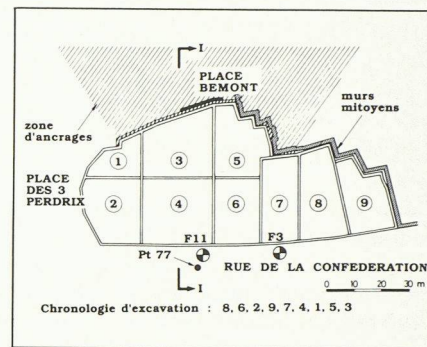 I
PLACE
BEMONT
murs
mitoyens
zone
d'ancrages
1
3
5
PLACE
DES 3
PERDRIX
2
4
6
7
8
9
F11
F3
Pt 77
RUE DE LA CONFEDERATION
I
0 10 20 30 m
Chronologie d'excavation : 8, 6, 2, 9, 7, 4, 1, 5, 3